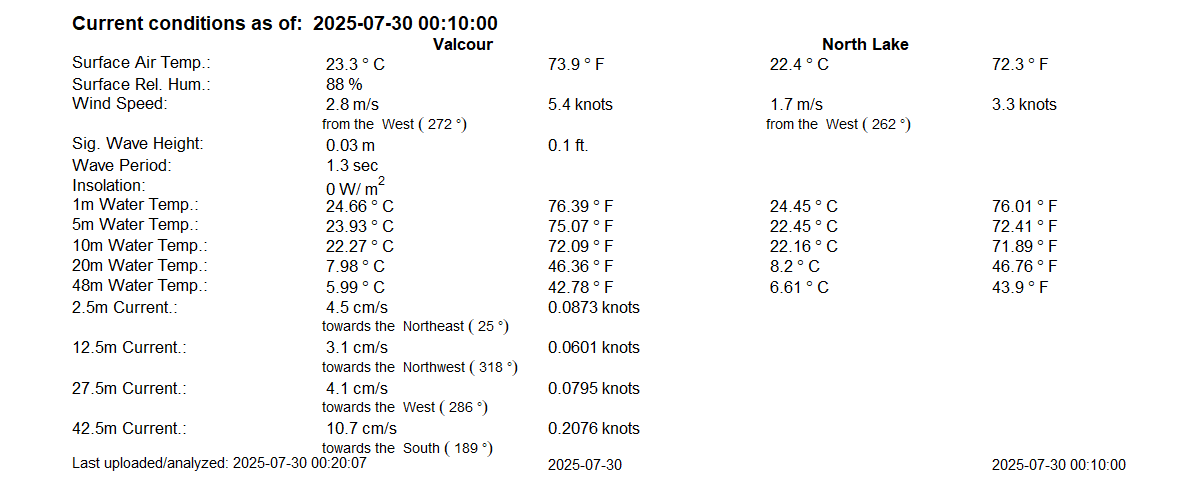 Current conditions as of: 2025-07-30 00:10:00
Valcour North Lake
Surface Air Temp.: 23.3 ° C 73.9 ° F 22.4 ° C 72.3 ° F
Surface Rel. Hum.: 88 %
Wind Speed: 2.8 m/s 5.4 knots 1.7 m/s 3.3 knots
from the West ( 272 °) from the West ( 262 °)
Sig. Wave Height: 0.03 m 0.1 ft.
Wave Period: 1.3 sec
Insolation: 0 W/ m²
1m Water Temp.: 24.66 ° C 76.39 ° F 24.45 ° C 76.01 ° F
5m Water Temp.: 23.93 ° C 75.07 ° F 22.45 ° C 72.41 ° F
10m Water Temp.: 22.27 ° C 72.09 ° F 22.16 ° C 71.89 ° F
20m Water Temp.: 7.98 ° C 46.36 ° F 8.2 ° C 46.76 ° F
48m Water Temp.: 5.99 ° C 42.78 ° F 6.61 ° C 43.9 ° F
2.5m Current.: 4.5 cm/s 0.0873 knots
towards the Northeast ( 25 °)
12.5m Current.: 3.1 cm/s 0.0601 knots
towards the Northwest ( 318 °)
27.5m Current.: 4.1 cm/s 0.0795 knots
towards the West ( 286 °)
42.5m Current.: 10.7 cm/s 0.2076 knots
towards the South ( 189 °)
Last uploaded/analyzed: 2025-07-30 00:20:07 2025-07-30 2025-07-30 00:10:00